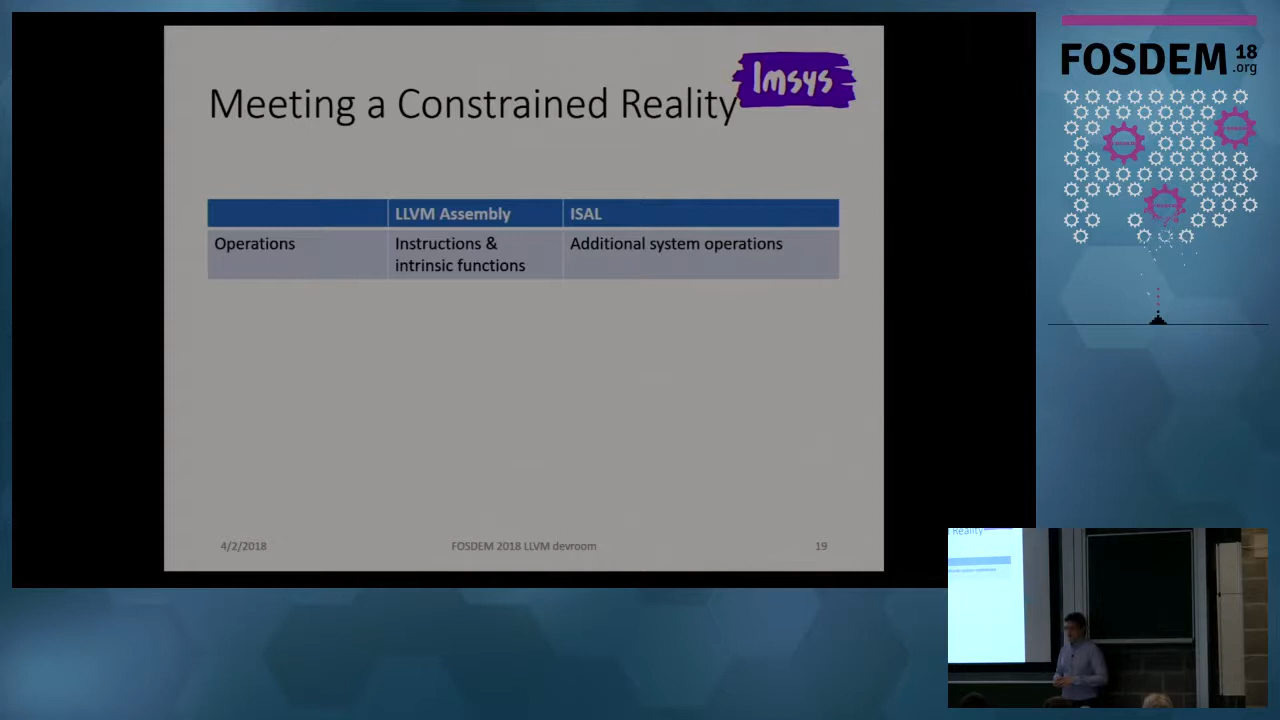 Meeting a Constrained Reality
Imsys
LLVM Assembly
ISAL
Operations
Instructions &
intrinsic functions
Additional system operations
4/2/2018
FOSDEM 2018 LLVM devroom
19
FOSDEM 18
.org
Reality